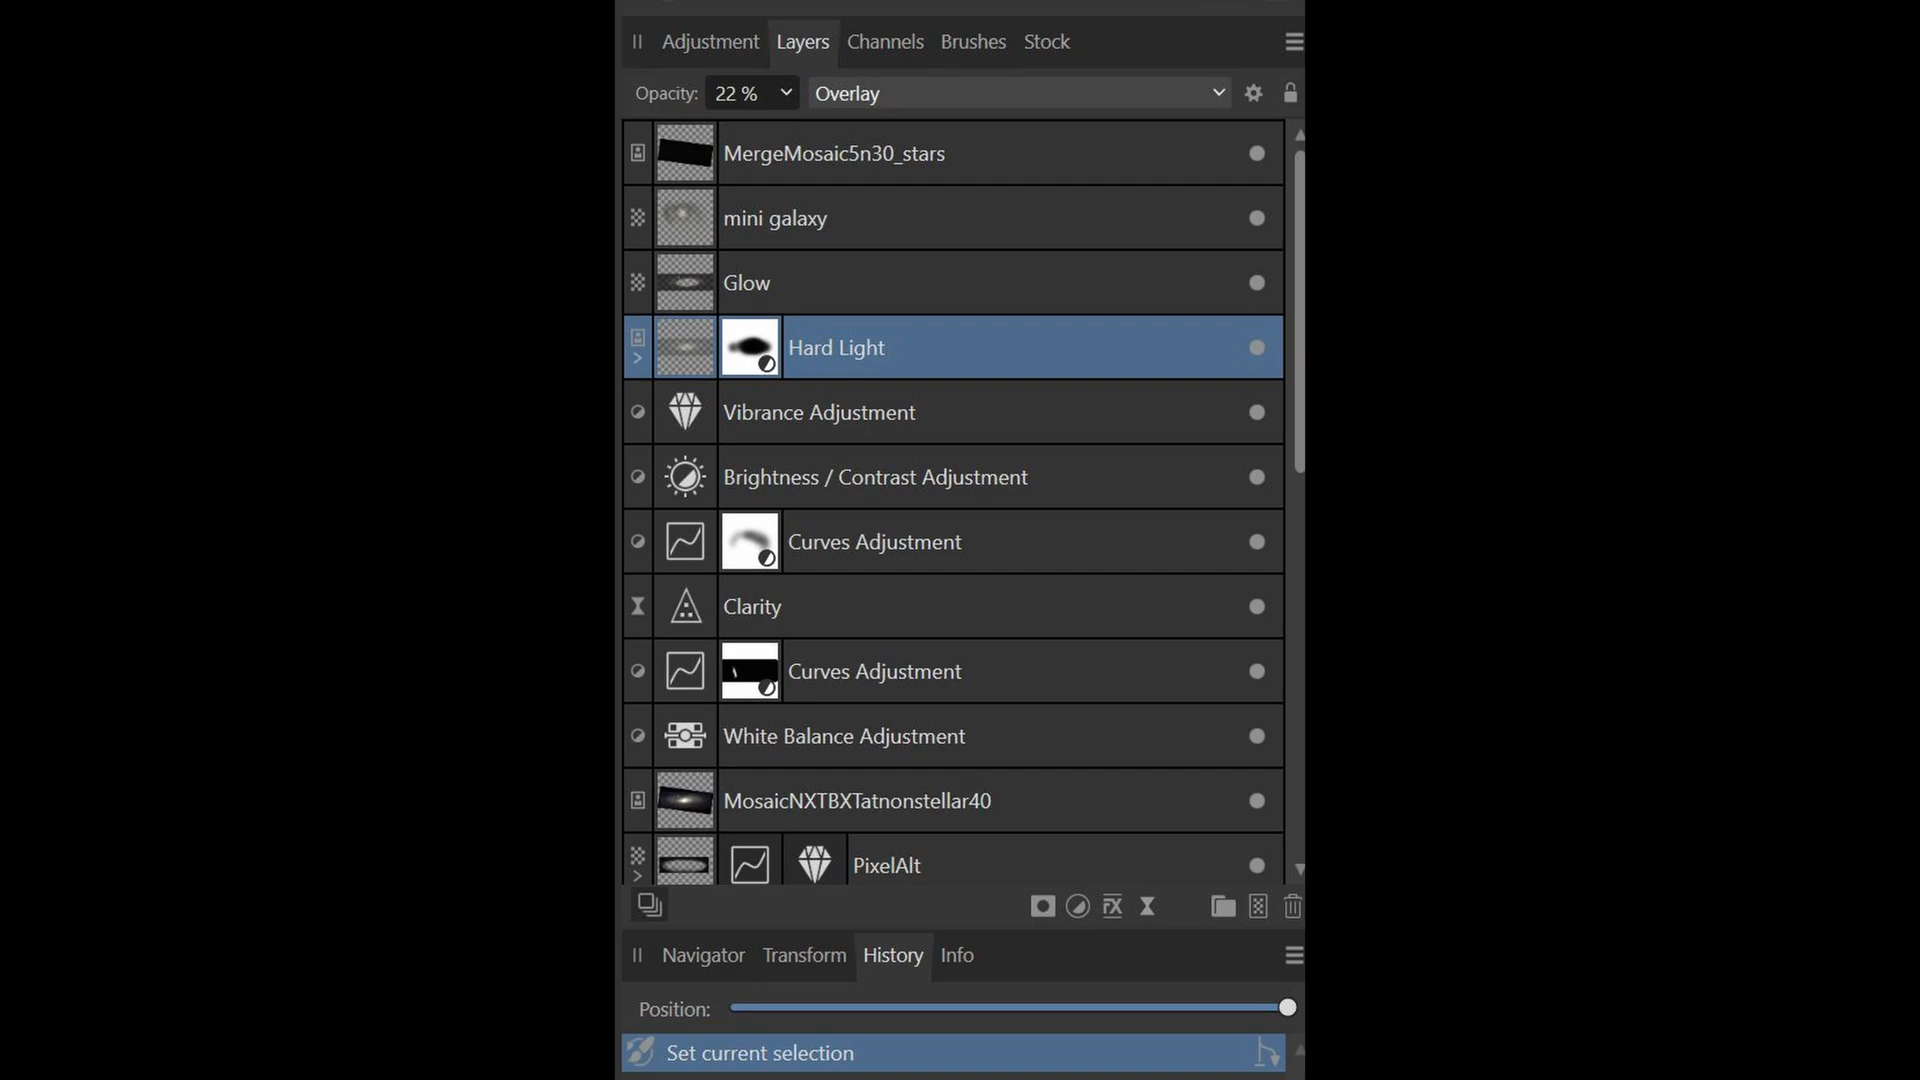 Adjustment Layers Channels Brushes Stock
Opacity: 22 % Overlay
MergeMosaic5n30_stars
mini galaxy
Glow
Hard Light
Vibrance Adjustment
Brightness / Contrast Adjustment
Curves Adjustment
Clarity
Curves Adjustment
White Balance Adjustment
MosaicNXTBXTatnonstellar40
PixelAlt
FX
Navigator Transform History Info
Position:
Set current selection